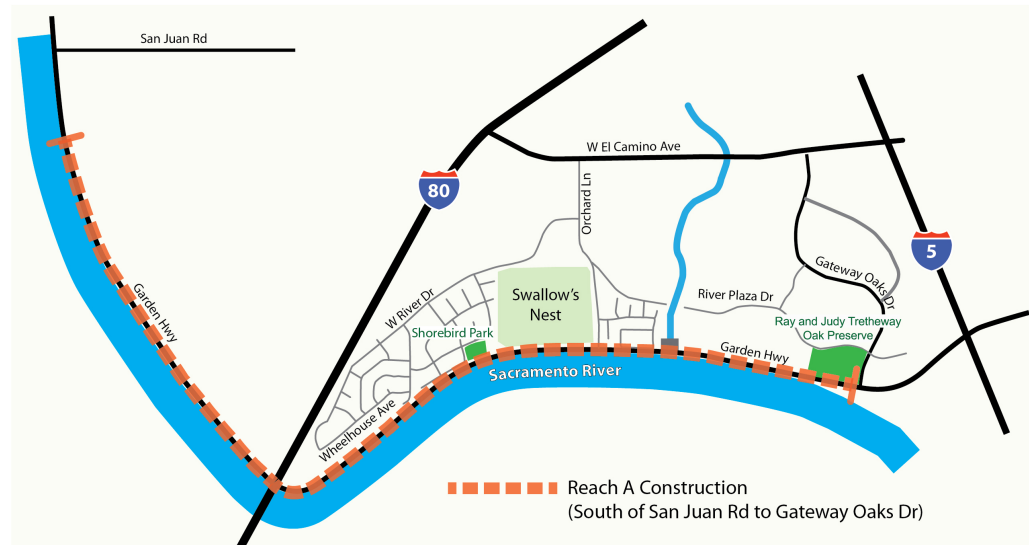 San Juan Rd
W El Camino Ave
80
Orchard Ln
5
Gateway Oaks Dr
Garden Hwy
W River Dr
Swallow's
Nest
River Plaza Dr
Shorebird Park
Ray and Judy Tretheway
Oak Preserve
Garden Hwy
Sacramento River
Wheelhouse Ave
Reach A Construction
(South of San Juan Rd to Gateway Oaks Dr)